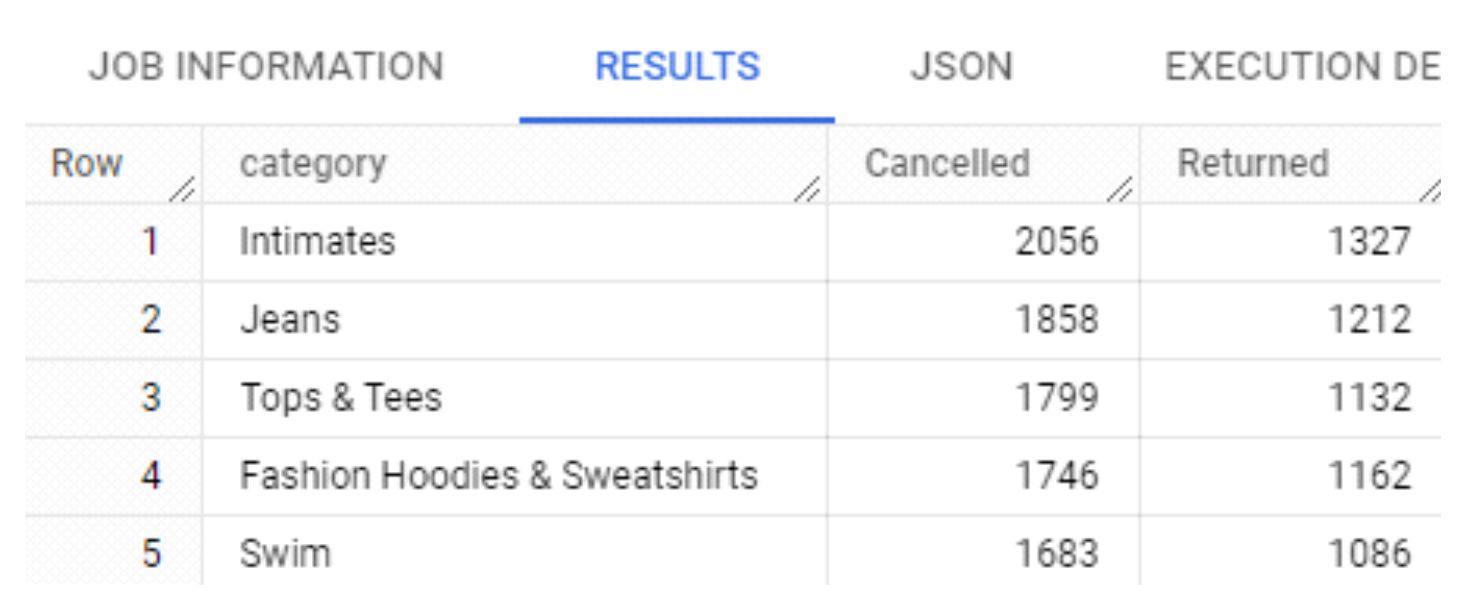 JOB INFORMATION RESULTS JSON EXECUTION DE
Row category Cancelled Returned
1 Intimates 2056 1327
2 Jeans 1858 1212
3 Tops & Tees 1799 1132
4 Fashion Hoodies & Sweatshirts 1746 1162
5 Swim 1683 1086